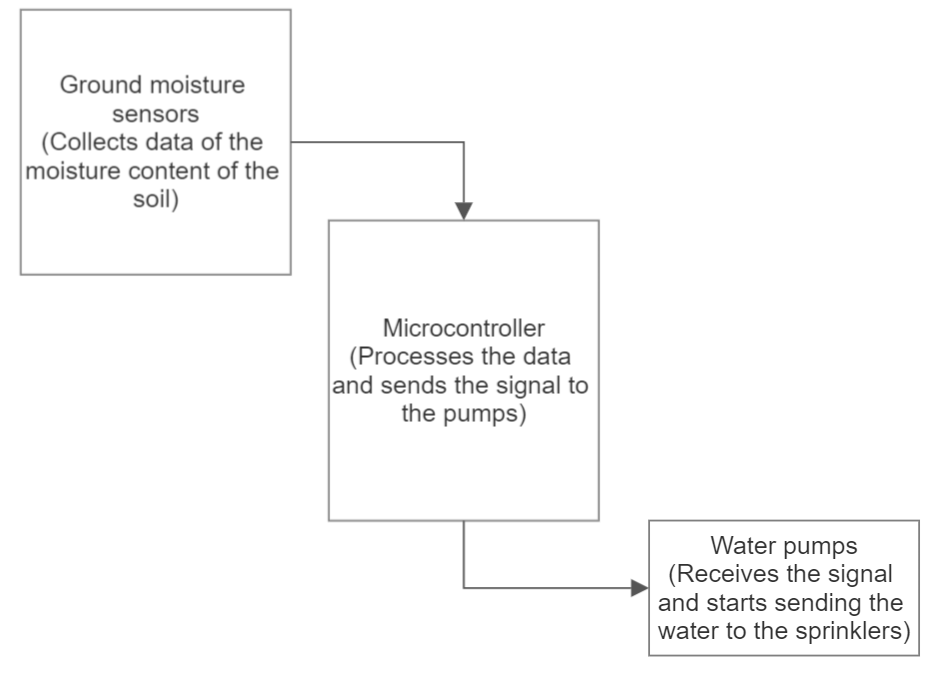 Ground moisture
sensors
(Collects data of the
moisture content of the
soil)
Microcontroller
(Processes the data
and sends the signal to
the pumps)
Water pumps
(Receives the signal
and starts sending the
water to the sprinklers)